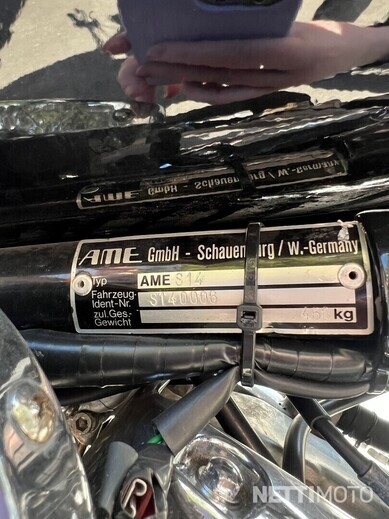 AME GmbH - Schauenburg / W.-Germany
Typ AME S14
Fahrzeug-
Ident-Nr. S140006
zul.Ges.-
Gewicht kg
NETTIMOTO